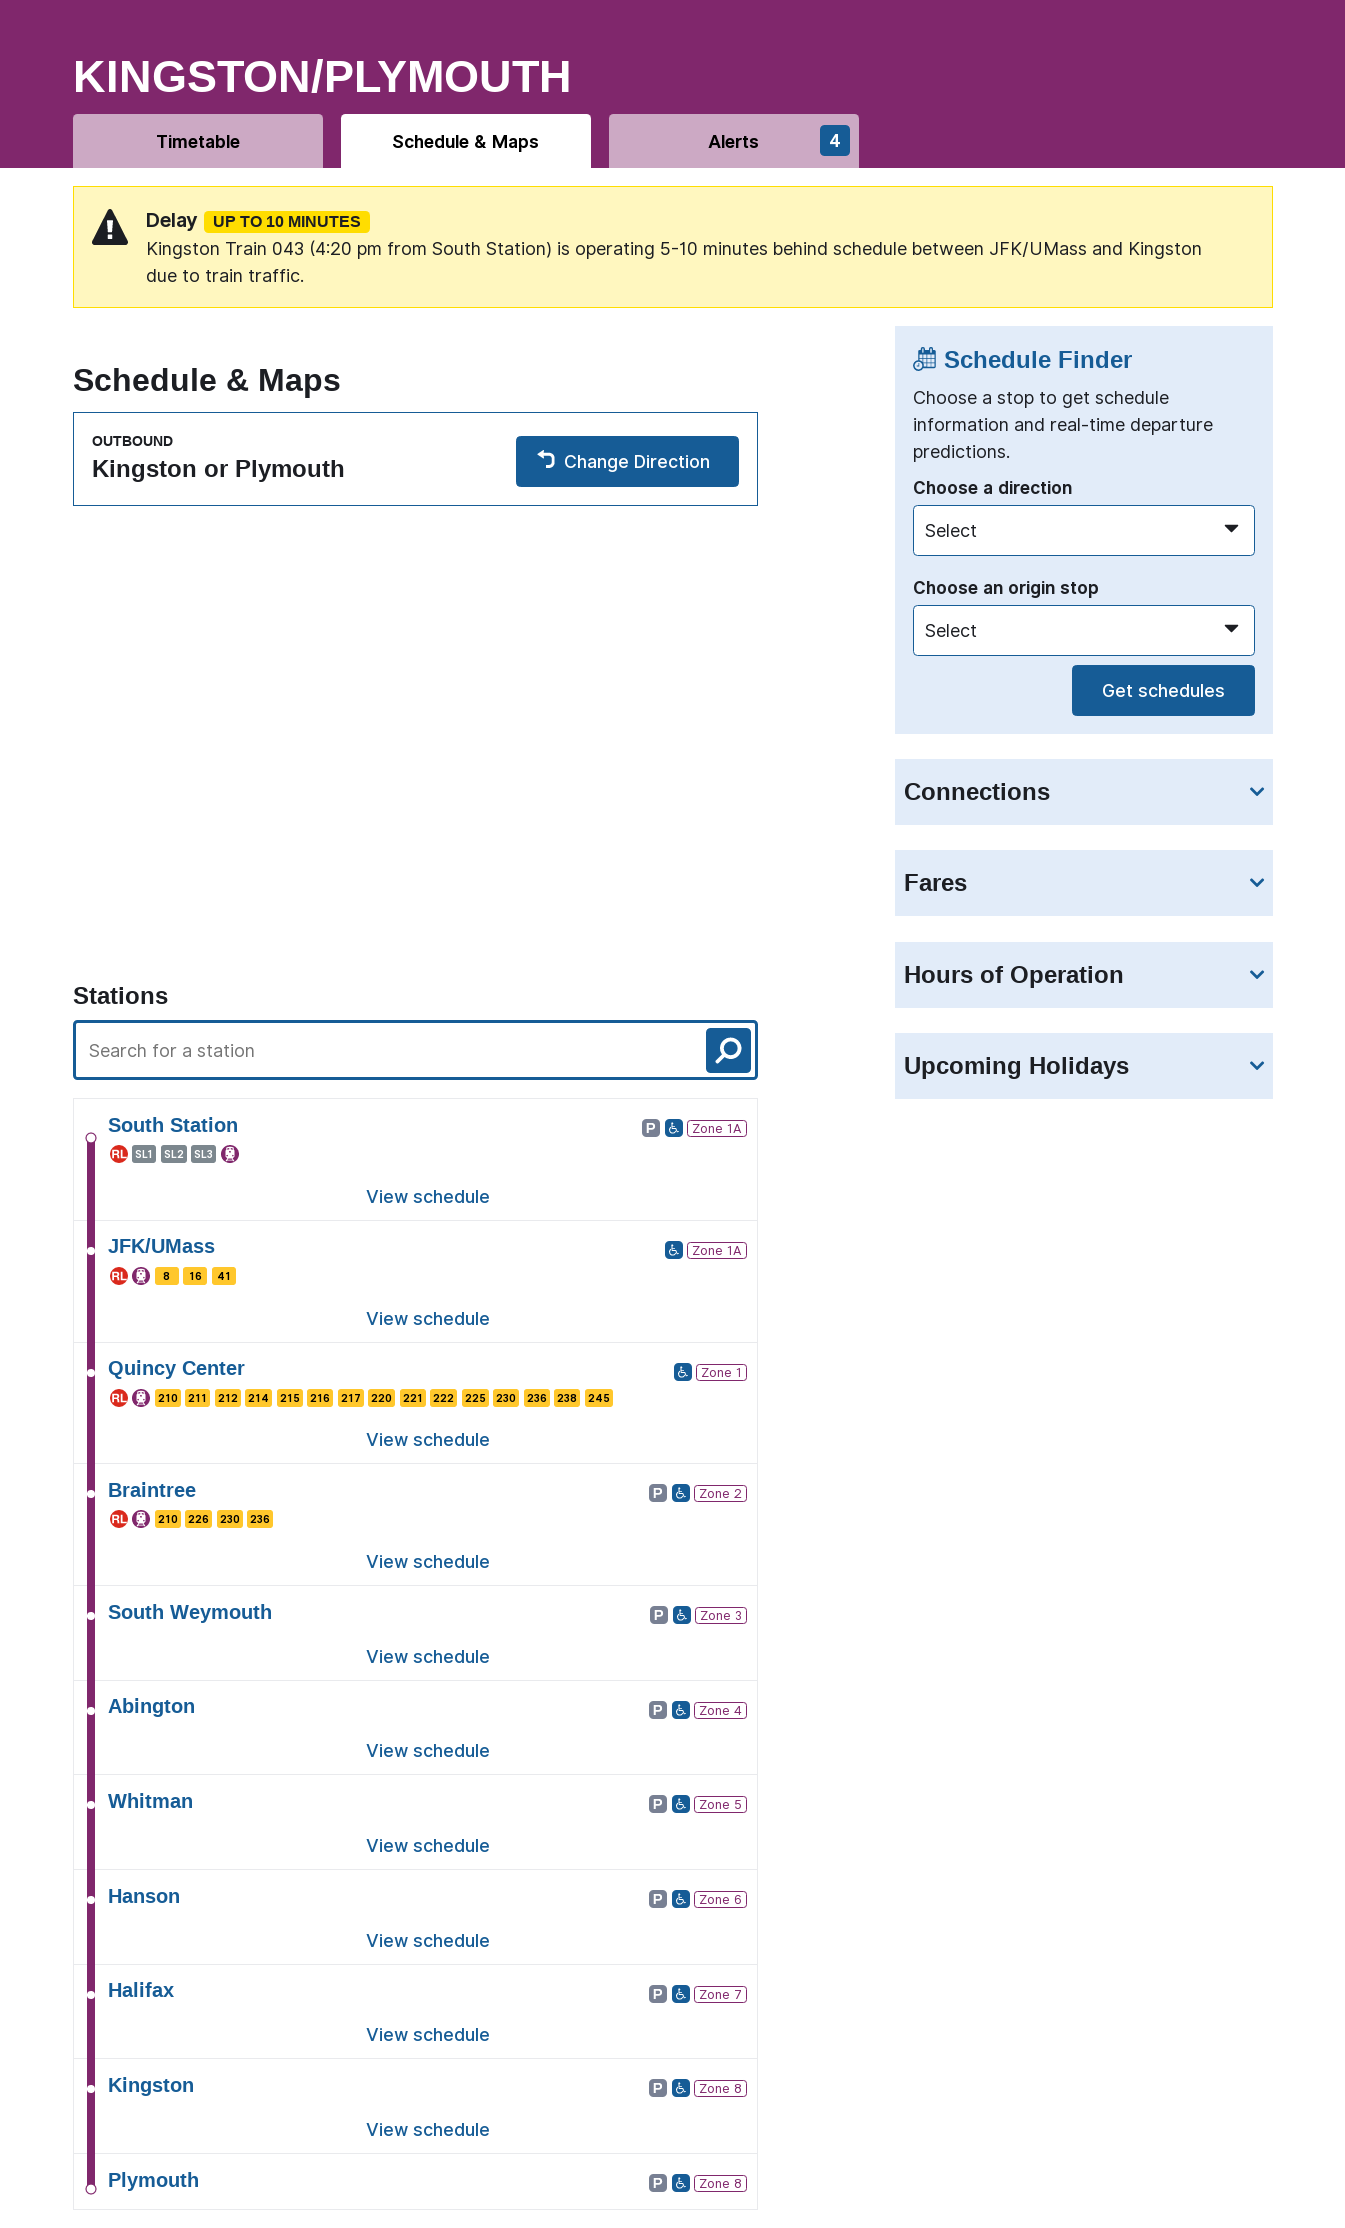 KINGSTON/PLYMOUTH
Timetable
Schedule & Maps
Alerts
4
Delay UP TO 10 MINUTES
Kingston Train 043 (4:20 pm from South Station) is operating 5-10 minutes behind schedule between JFK/UMass and Kingston
due to train traffic.
Schedule & Maps
OUTBOUND
Kingston or Plymouth
Change Direction
Schedule Finder
Choose a stop to get schedule
information and real-time departure
predictions.
Choose a direction
Select
Choose an origin stop
Select
Get schedules
Connections
Fares
Hours of Operation
Upcoming Holidays
Stations
Search for a station
South Station
P Zone 1A
RL SL1 SL2 SL3
View schedule
JFK/UMass
Zone 1A
RL 8 16 41
View schedule
Quincy Center
Zone 1
RL 210 211 212 214 215 216 217 220 221 222 225 230 236 238 245
View schedule
Braintree
P Zone 2
RL 210 226 230 236
View schedule
South Weymouth
P Zone 3
View schedule
Abington
P Zone 4
View schedule
Whitman
P Zone 5
View schedule
Hanson
P Zone 6
View schedule
Halifax
P Zone 7
View schedule
Kingston
P Zone 8
View schedule
Plymouth
P Zone 8